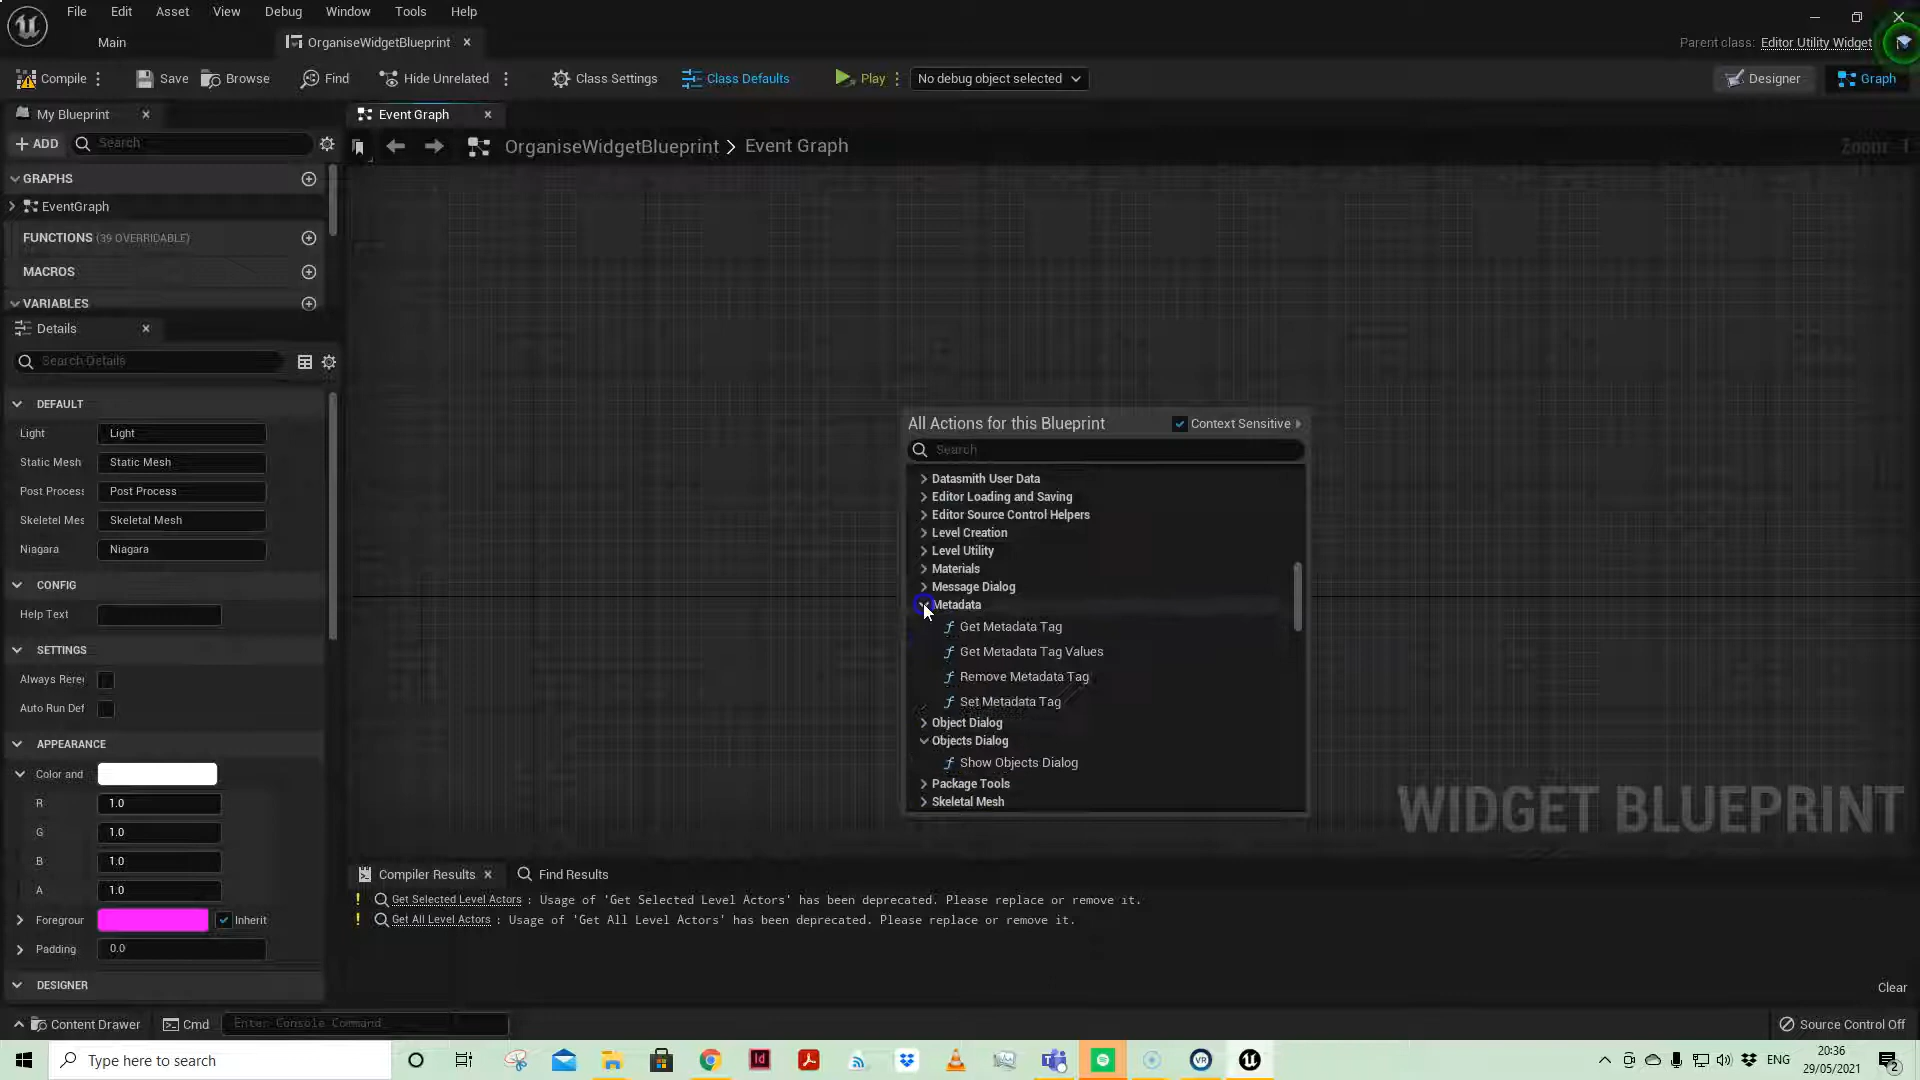 File Edit Asset View Debug Window Tools Help
Main OrganiseWidgetBlueprint
Parent class: Editor Utility Widget
Compile Save Browse Find Hide Unrelated Class Settings Class Defaults Play No debug object selected Designer Graph
My Blueprint Event Graph
ADD Search OrganiseWidgetBlueprint > Event Graph Zoom
GRAPHS
EventGraph
FUNCTIONS (39 OVERRIDABLE)
MACROS
VARIABLES
Details
Search Details
DEFAULT
Light Light
Static Mesh Static Mesh
Post Process Post Process
Skeletel Mes Skeletal Mesh
Niagara Niagara
CONFIG
Help Text
SETTINGS
Always Rere
Auto Run Def
APPEARANCE
Color and
R 1.0
G 1.0
B 1.0
A 1.0
Foregrour Inherit
Padding 0.0
DESIGNER
All Actions for this Blueprint Context Sensitive
Search
Datasmith User Data
Editor Loading and Saving
Editor Source Control Helpers
Level Creation
Level Utility
Materials
Message Dialog
Metadata
Get Metadata Tag
Get Metadata Tag Values
Remove Metadata Tag
Set Metadata Tag
Object Dialog
Objects Dialog
Show Objects Dialog
Package Tools
Skeletal Mesh
WIDGET BLUEPRINT
Compiler Results Find Results
! Get Selected Level Actors : Usage of 'Get Selected Level Actors' has been deprecated. Please replace or remove it.
! Get All Level Actors : Usage of 'Get All Level Actors' has been deprecated. Please replace or remove it.
Clear
Content Drawer Cmd Enter Console Command Source Control Off
Type here to search ENG 20:36
29/05/2021 2